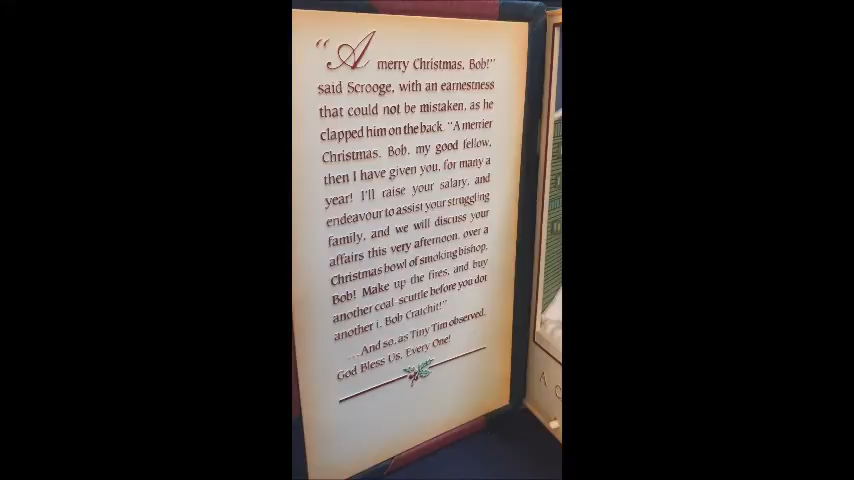 "A merry Christmas, Bob!"
said Scrooge, with an earnestness
that could not be mistaken, as he
clapped him on the back. "A merrier
Christmas, Bob, my good fellow,
then I have given you, for many a
year! I'll raise your salary, and
endeavour to assist your struggling
family, and we will discuss your
affairs this very afternoon, over a
Christmas bowl of smoking bishop,
Bob! Make up the fires, and buy
another coal-scuttle before you dot
another i, Bob Cratchit!"
...And so, as Tiny Tim observed,
God Bless Us, Every One!
A C